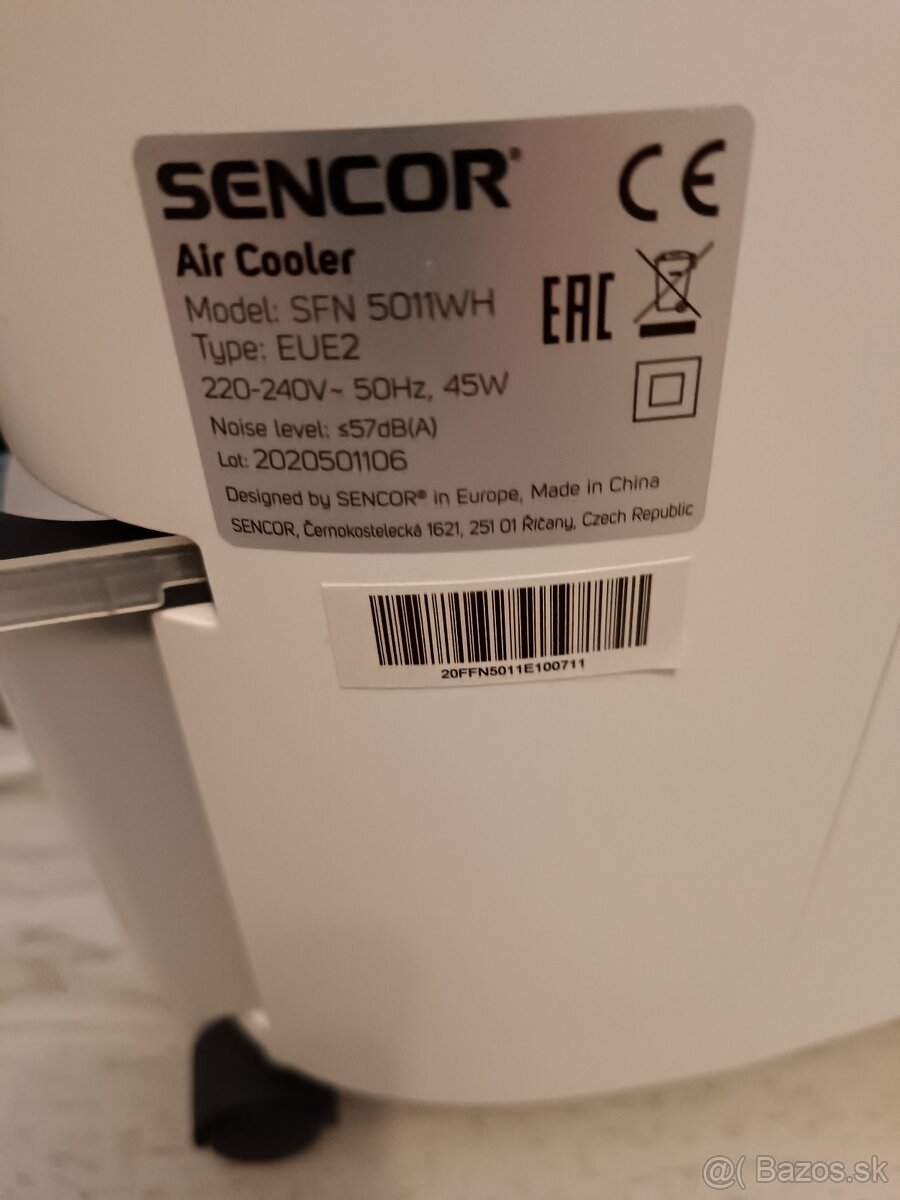 SENCOR®
CE
Air Cooler
Model: SFN 5011WH
EAC
Type: EUE2
220-240V~ 50Hz, 45W
Noise level: ≤57dB(A)
Lot: 2020501106
Designed by SENCOR® in Europe, Made in China
SENCOR, Černokostelecká 1621, 251 01 Říčany, Czech Republic
20FFN5011E100711
@( Bazos.sk